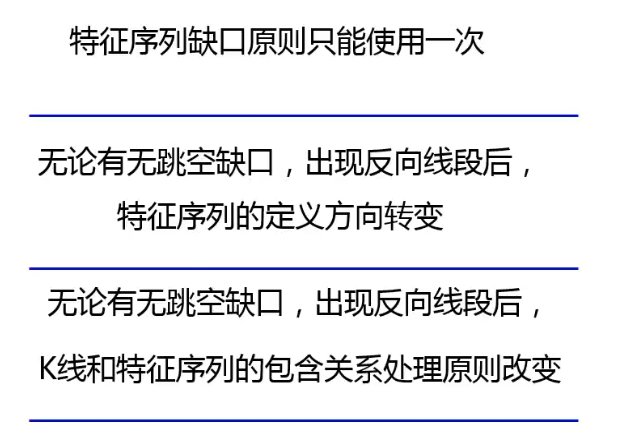 特征序列缺口原则只能使用一次
无论有无跳空缺口，出现反向线段后，
特征序列的定义方向转变
无论有无跳空缺口，出现反向线段后，
K线和特征序列的包含关系处理原则改变